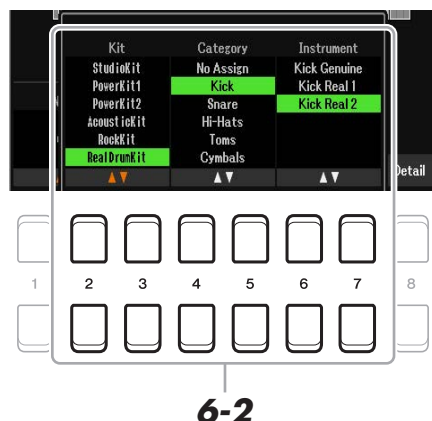 Kit Category Instrument
StudioKit No Assign Kick Genuine
PowerKit1 Kick Kick Real 1
PowerKit2 Snare Kick Real 2
AcousticKit Hi-Hats
RockKit Toms
RealDrumKit Cymbals
Detail
1 2 3 4 5 6 7 8
6-2